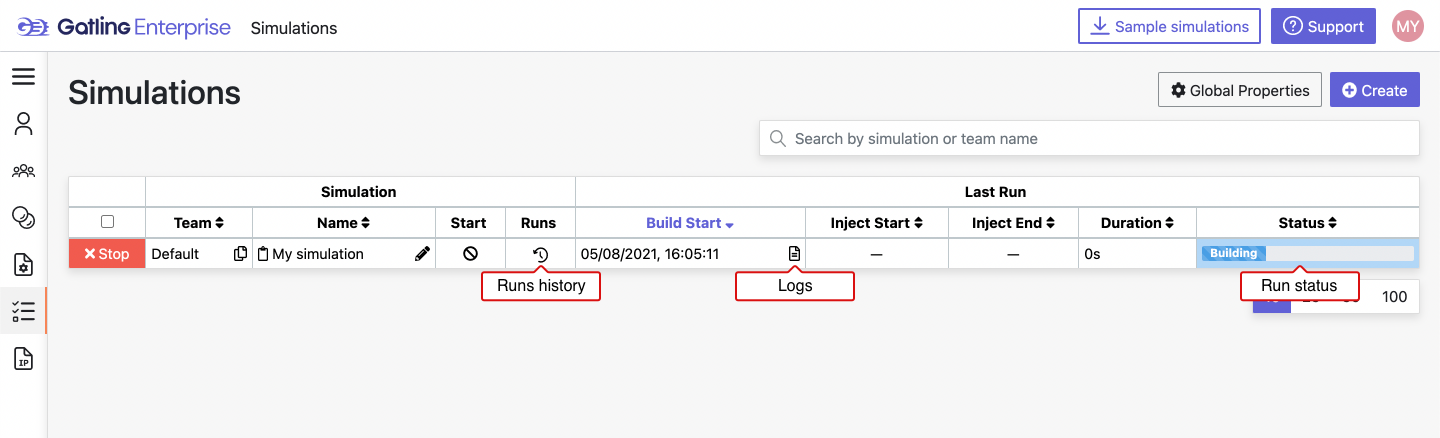 Gatling Enterprise Simulations Sample simulations Support MY
Simulations Global Properties Create
Search by simulation or team name
Simulation Last Run
Team Name Start Runs Build Start Inject Start Inject End Duration Status
Stop Default My simulation 05/08/2021, 16:05:11 — — 0s Building
Runs history Logs Run status
100
IP